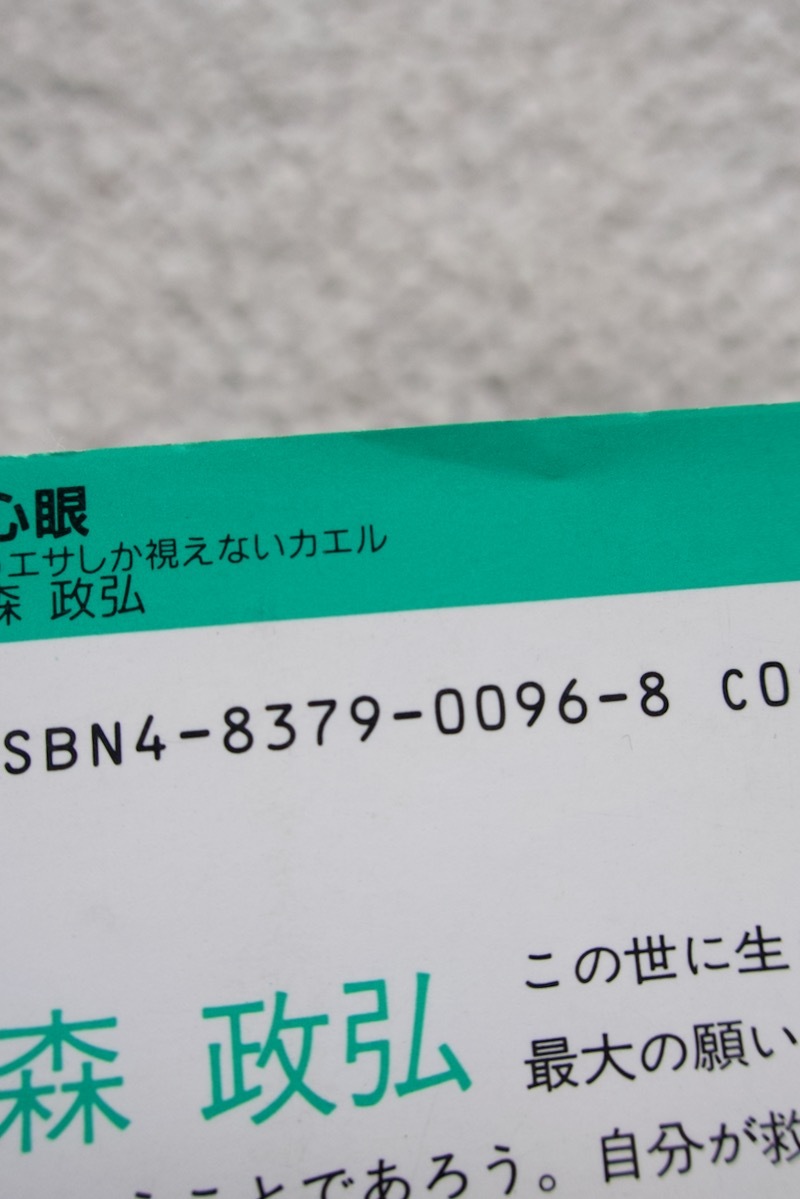 心眼
エサしか視えないカエル
森 政弘
SBN4-8379-0096-8 C0
森 政弘
この世に生
最大の願い
ことであろう。自分が救